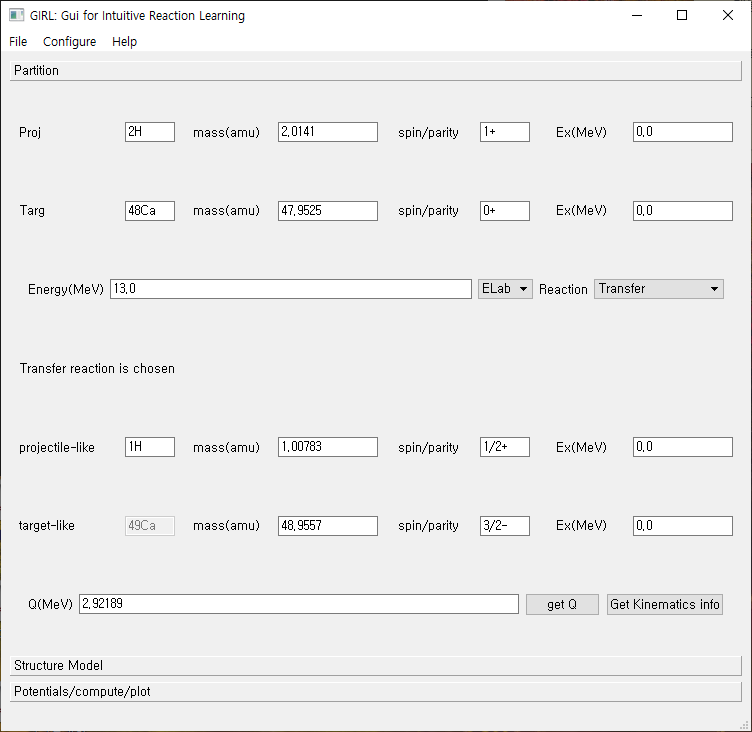 GIRL: Gui for Intuitive Reaction Learning
File Configure Help
Partition
Proj 2H mass(amu) 2,0141 spin/parity 1+ Ex(MeV) 0,0
Targ 48Ca mass(amu) 47,9525 spin/parity 0+ Ex(MeV) 0,0
Energy(MeV) 13,0 ELab Reaction Transfer
Transfer reaction is chosen
projectile-like 1H mass(amu) 1,00783 spin/parity 1/2+ Ex(MeV) 0,0
target-like 49Ca mass(amu) 48,9557 spin/parity 3/2- Ex(MeV) 0,0
Q(MeV) 2,92189 get Q Get Kinematics info
Structure Model
Potentials/compute/plot